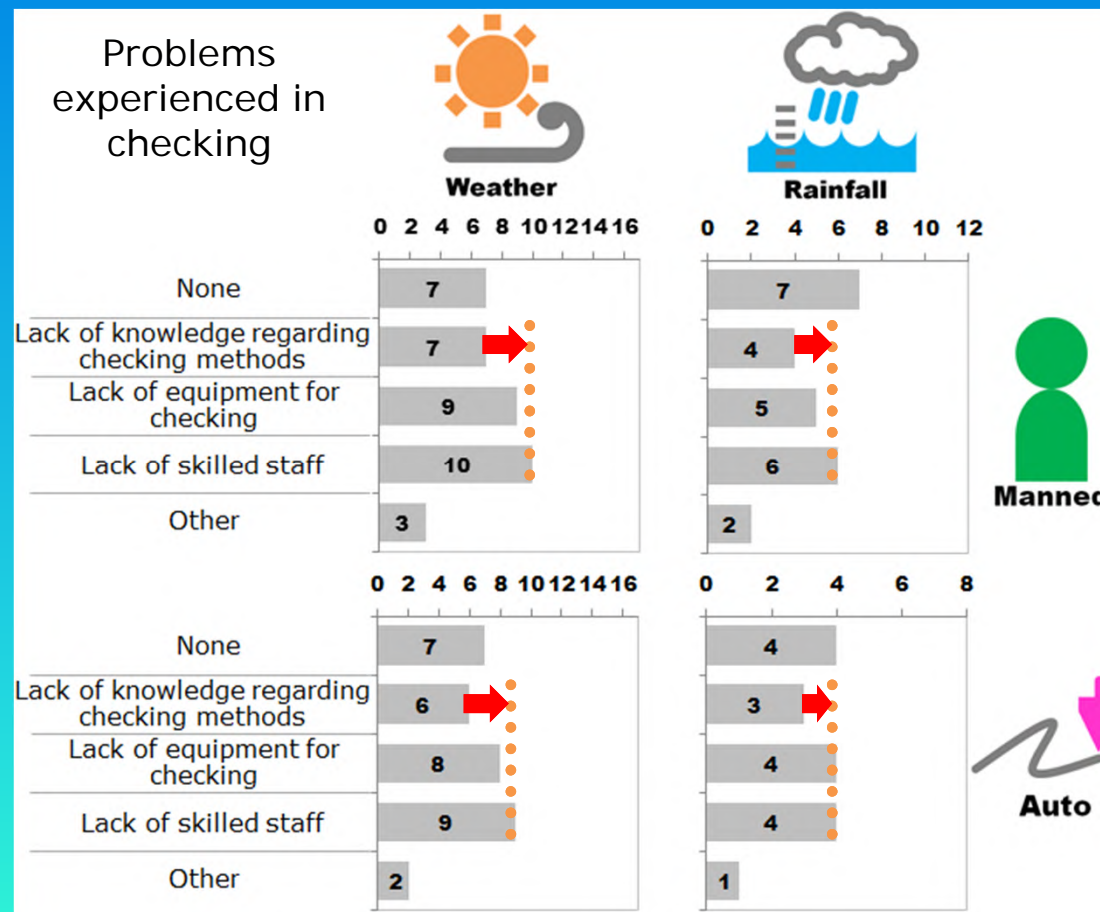 Problems
experienced in
checking
Weather
Rainfall
0 2 4 6 8 10 12 14 16
0 2 4 6 8 10 12
None
7
7
Lack of knowledge regarding
checking methods
7
4
Lack of equipment for
checking
9
5
Lack of skilled staff
10
6
Other
3
2
Manned
0 2 4 6 8 10 12 14 16
0 2 4 6 8
None
7
4
Lack of knowledge regarding
checking methods
6
3
Lack of equipment for
checking
8
4
Lack of skilled staff
9
4
Other
2
1
Auto